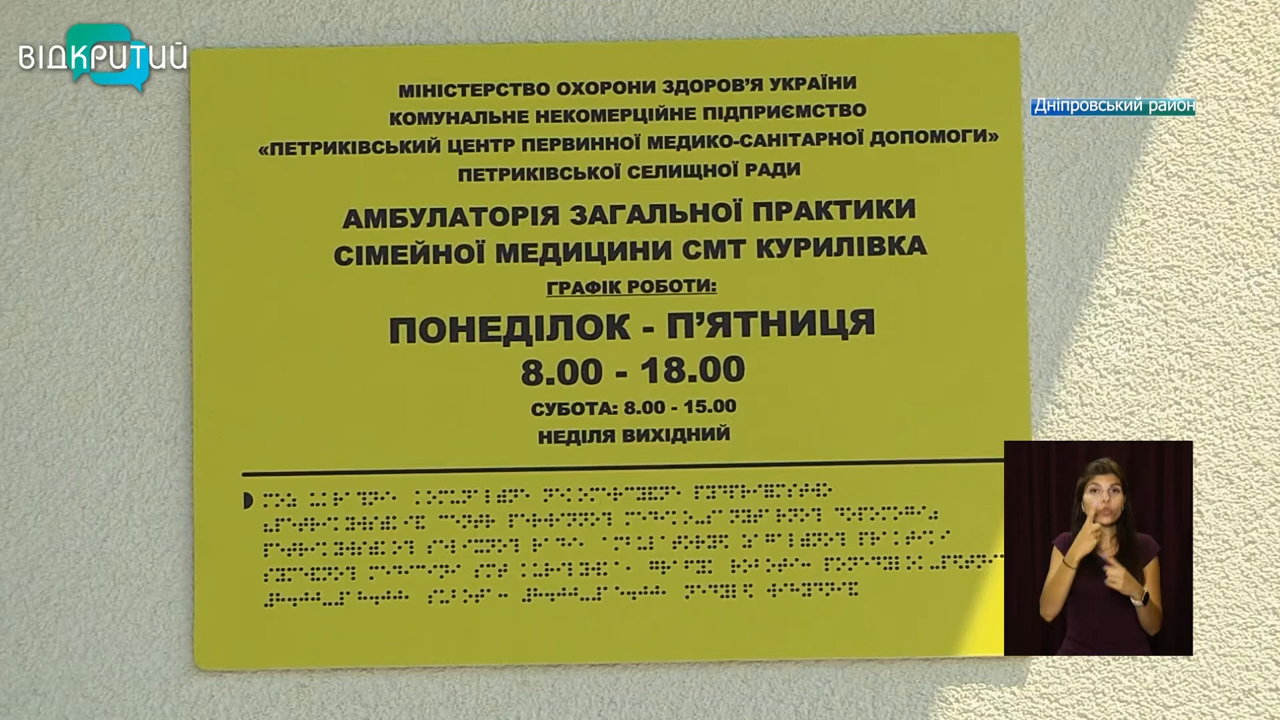 ВІДКРИТИЙ
Дніпровський район
МІНІСТЕРСТВО ОХОРОНИ ЗДОРОВ'Я УКРАЇНИ
КОМУНАЛЬНЕ НЕКОМЕРЦІЙНЕ ПІДПРИЄМСТВО
«ПЕТРИКІВСЬКИЙ ЦЕНТР ПЕРВИННОЇ МЕДИКО-САНІТАРНОЇ ДОПОМОГИ»
ПЕТРИКІВСЬКОЇ СЕЛИЩНОЇ РАДИ
АМБУЛАТОРІЯ ЗАГАЛЬНОЇ ПРАКТИКИ
СІМЕЙНОЇ МЕДИЦИНИ СМТ КУРИЛІВКА
ГРАФІК РОБОТИ:
ПОНЕДІЛОК - П'ЯТНИЦЯ
8.00 - 18.00
СУБОТА: 8.00 - 15.00
НЕДІЛЯ ВИХІДНИЙ